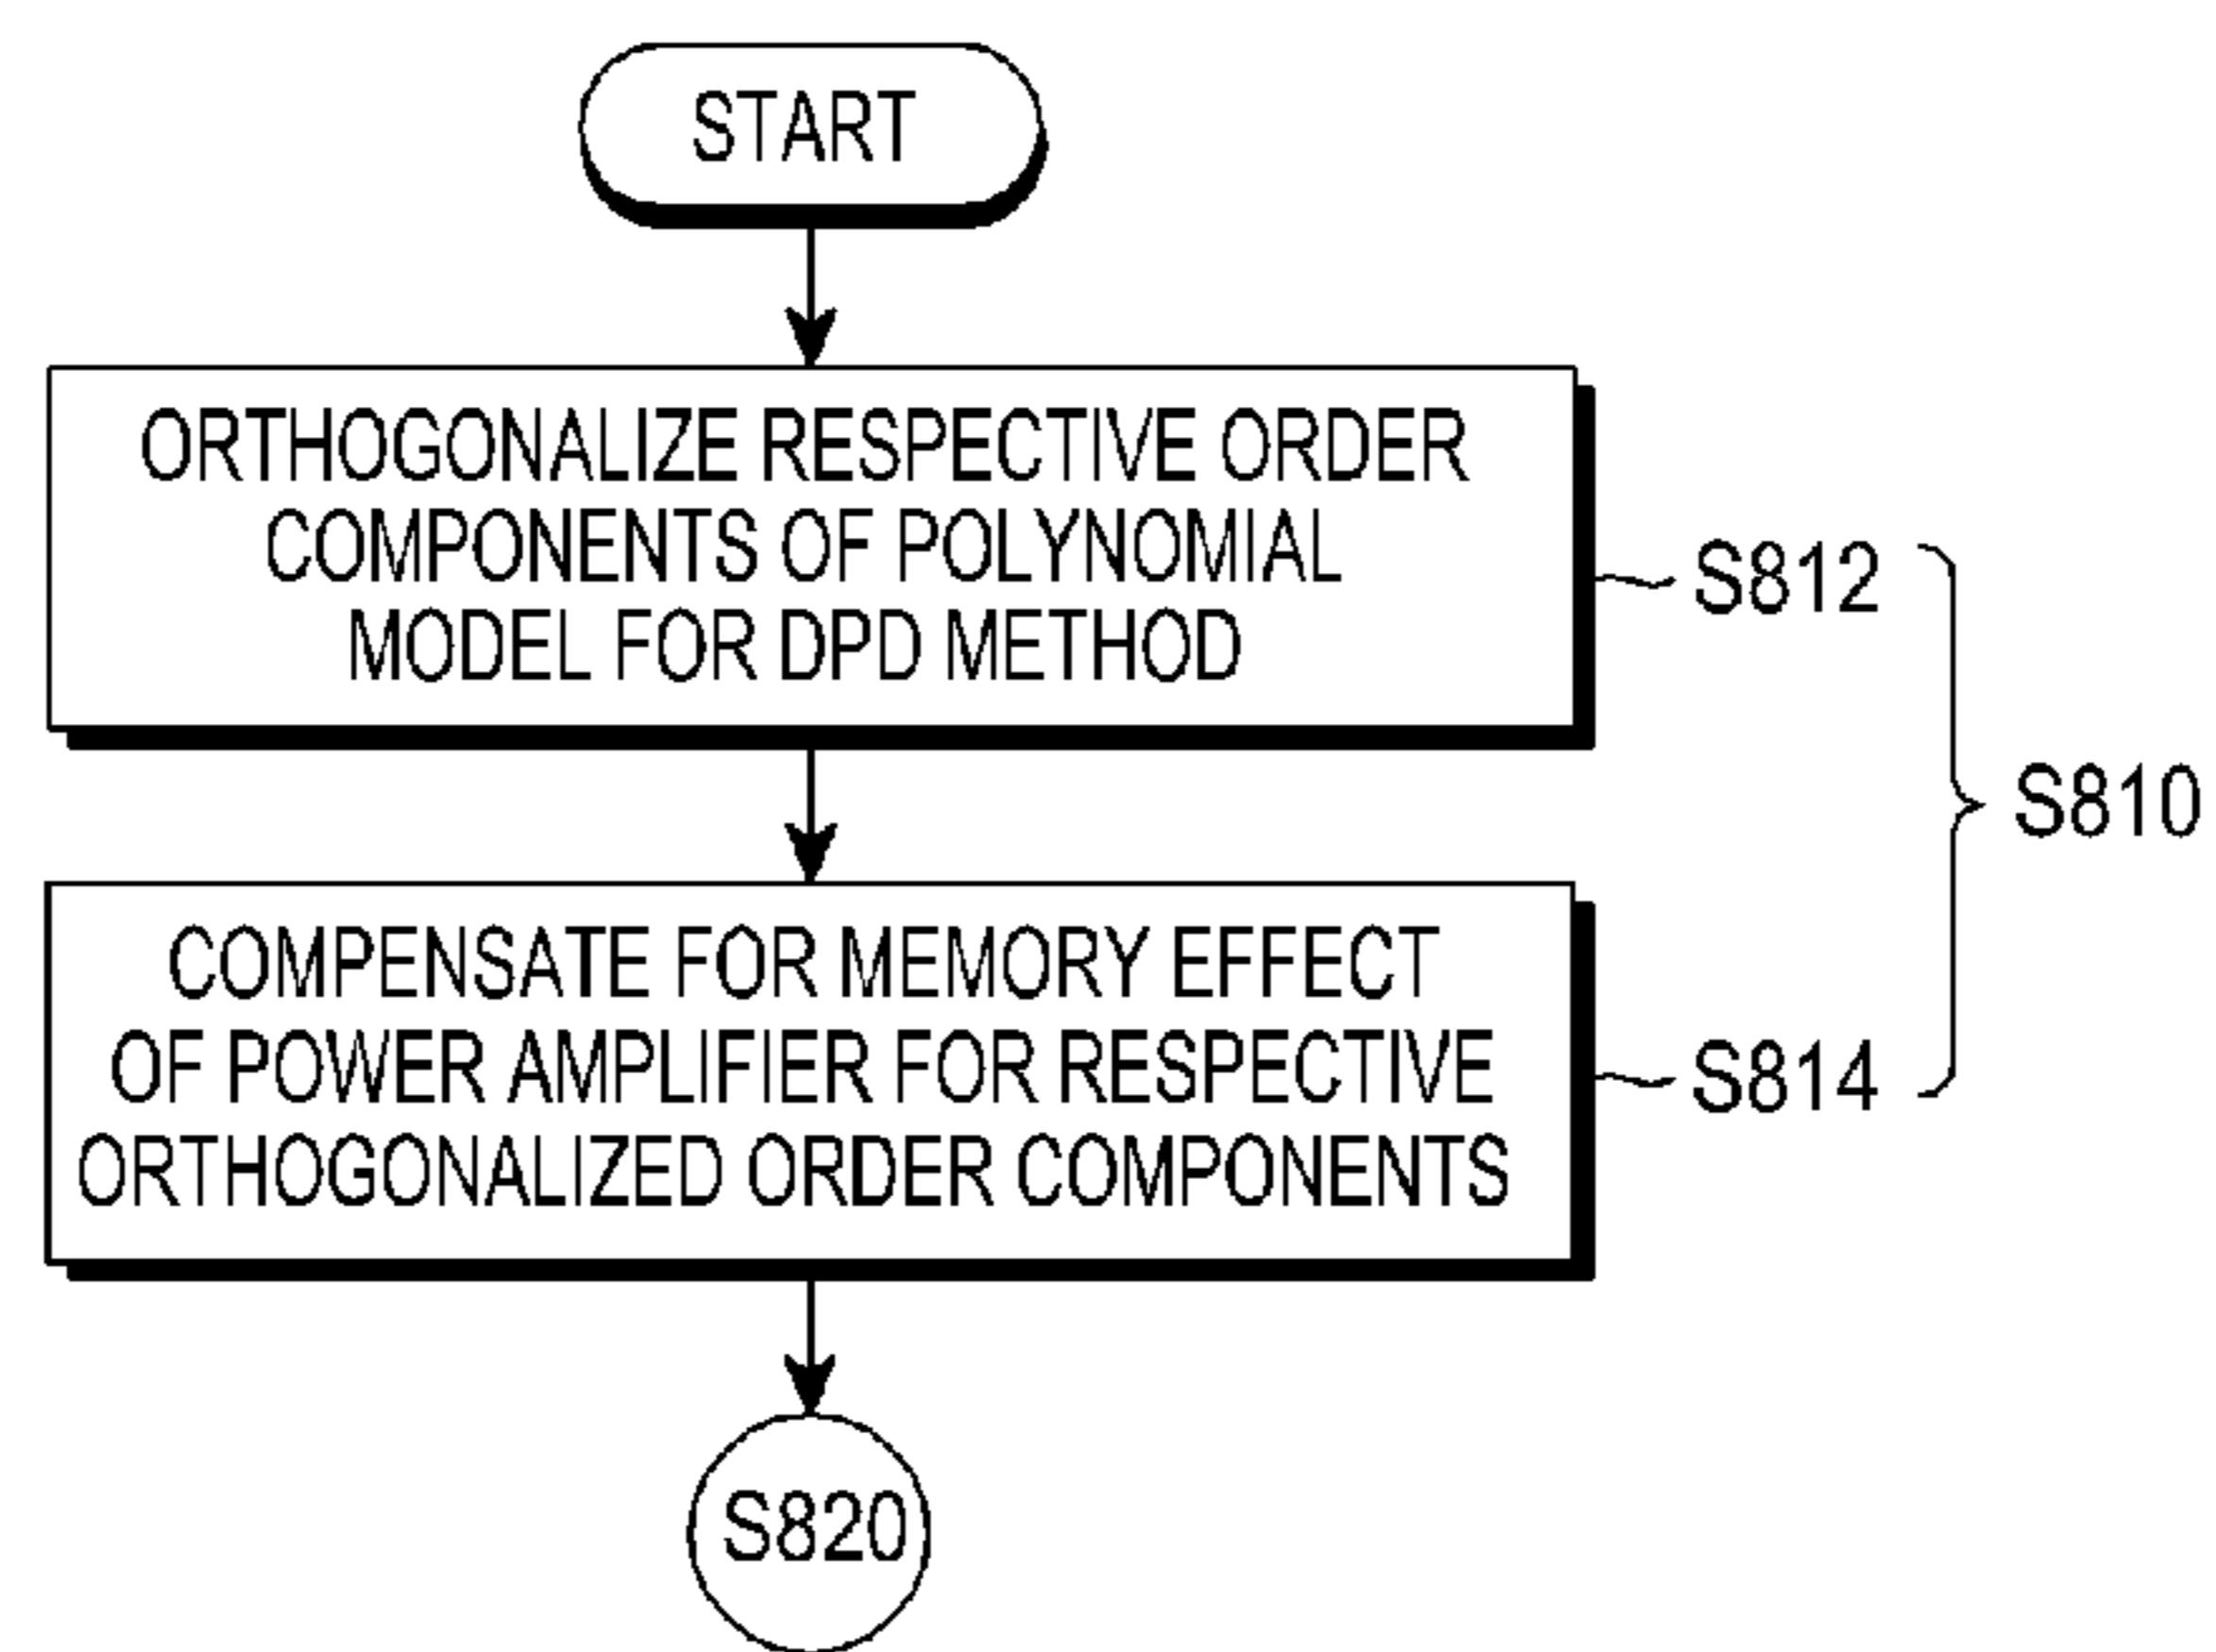 START
ORTHOGONALIZE RESPECTIVE ORDER
COMPONENTS OF POLYNOMIAL
MODEL FOR DPD METHOD
S812
S810
COMPENSATE FOR MEMORY EFFECT
OF POWER AMPLIFIER FOR RESPECTIVE
ORTHOGONALIZED ORDER COMPONENTS
S814
S820